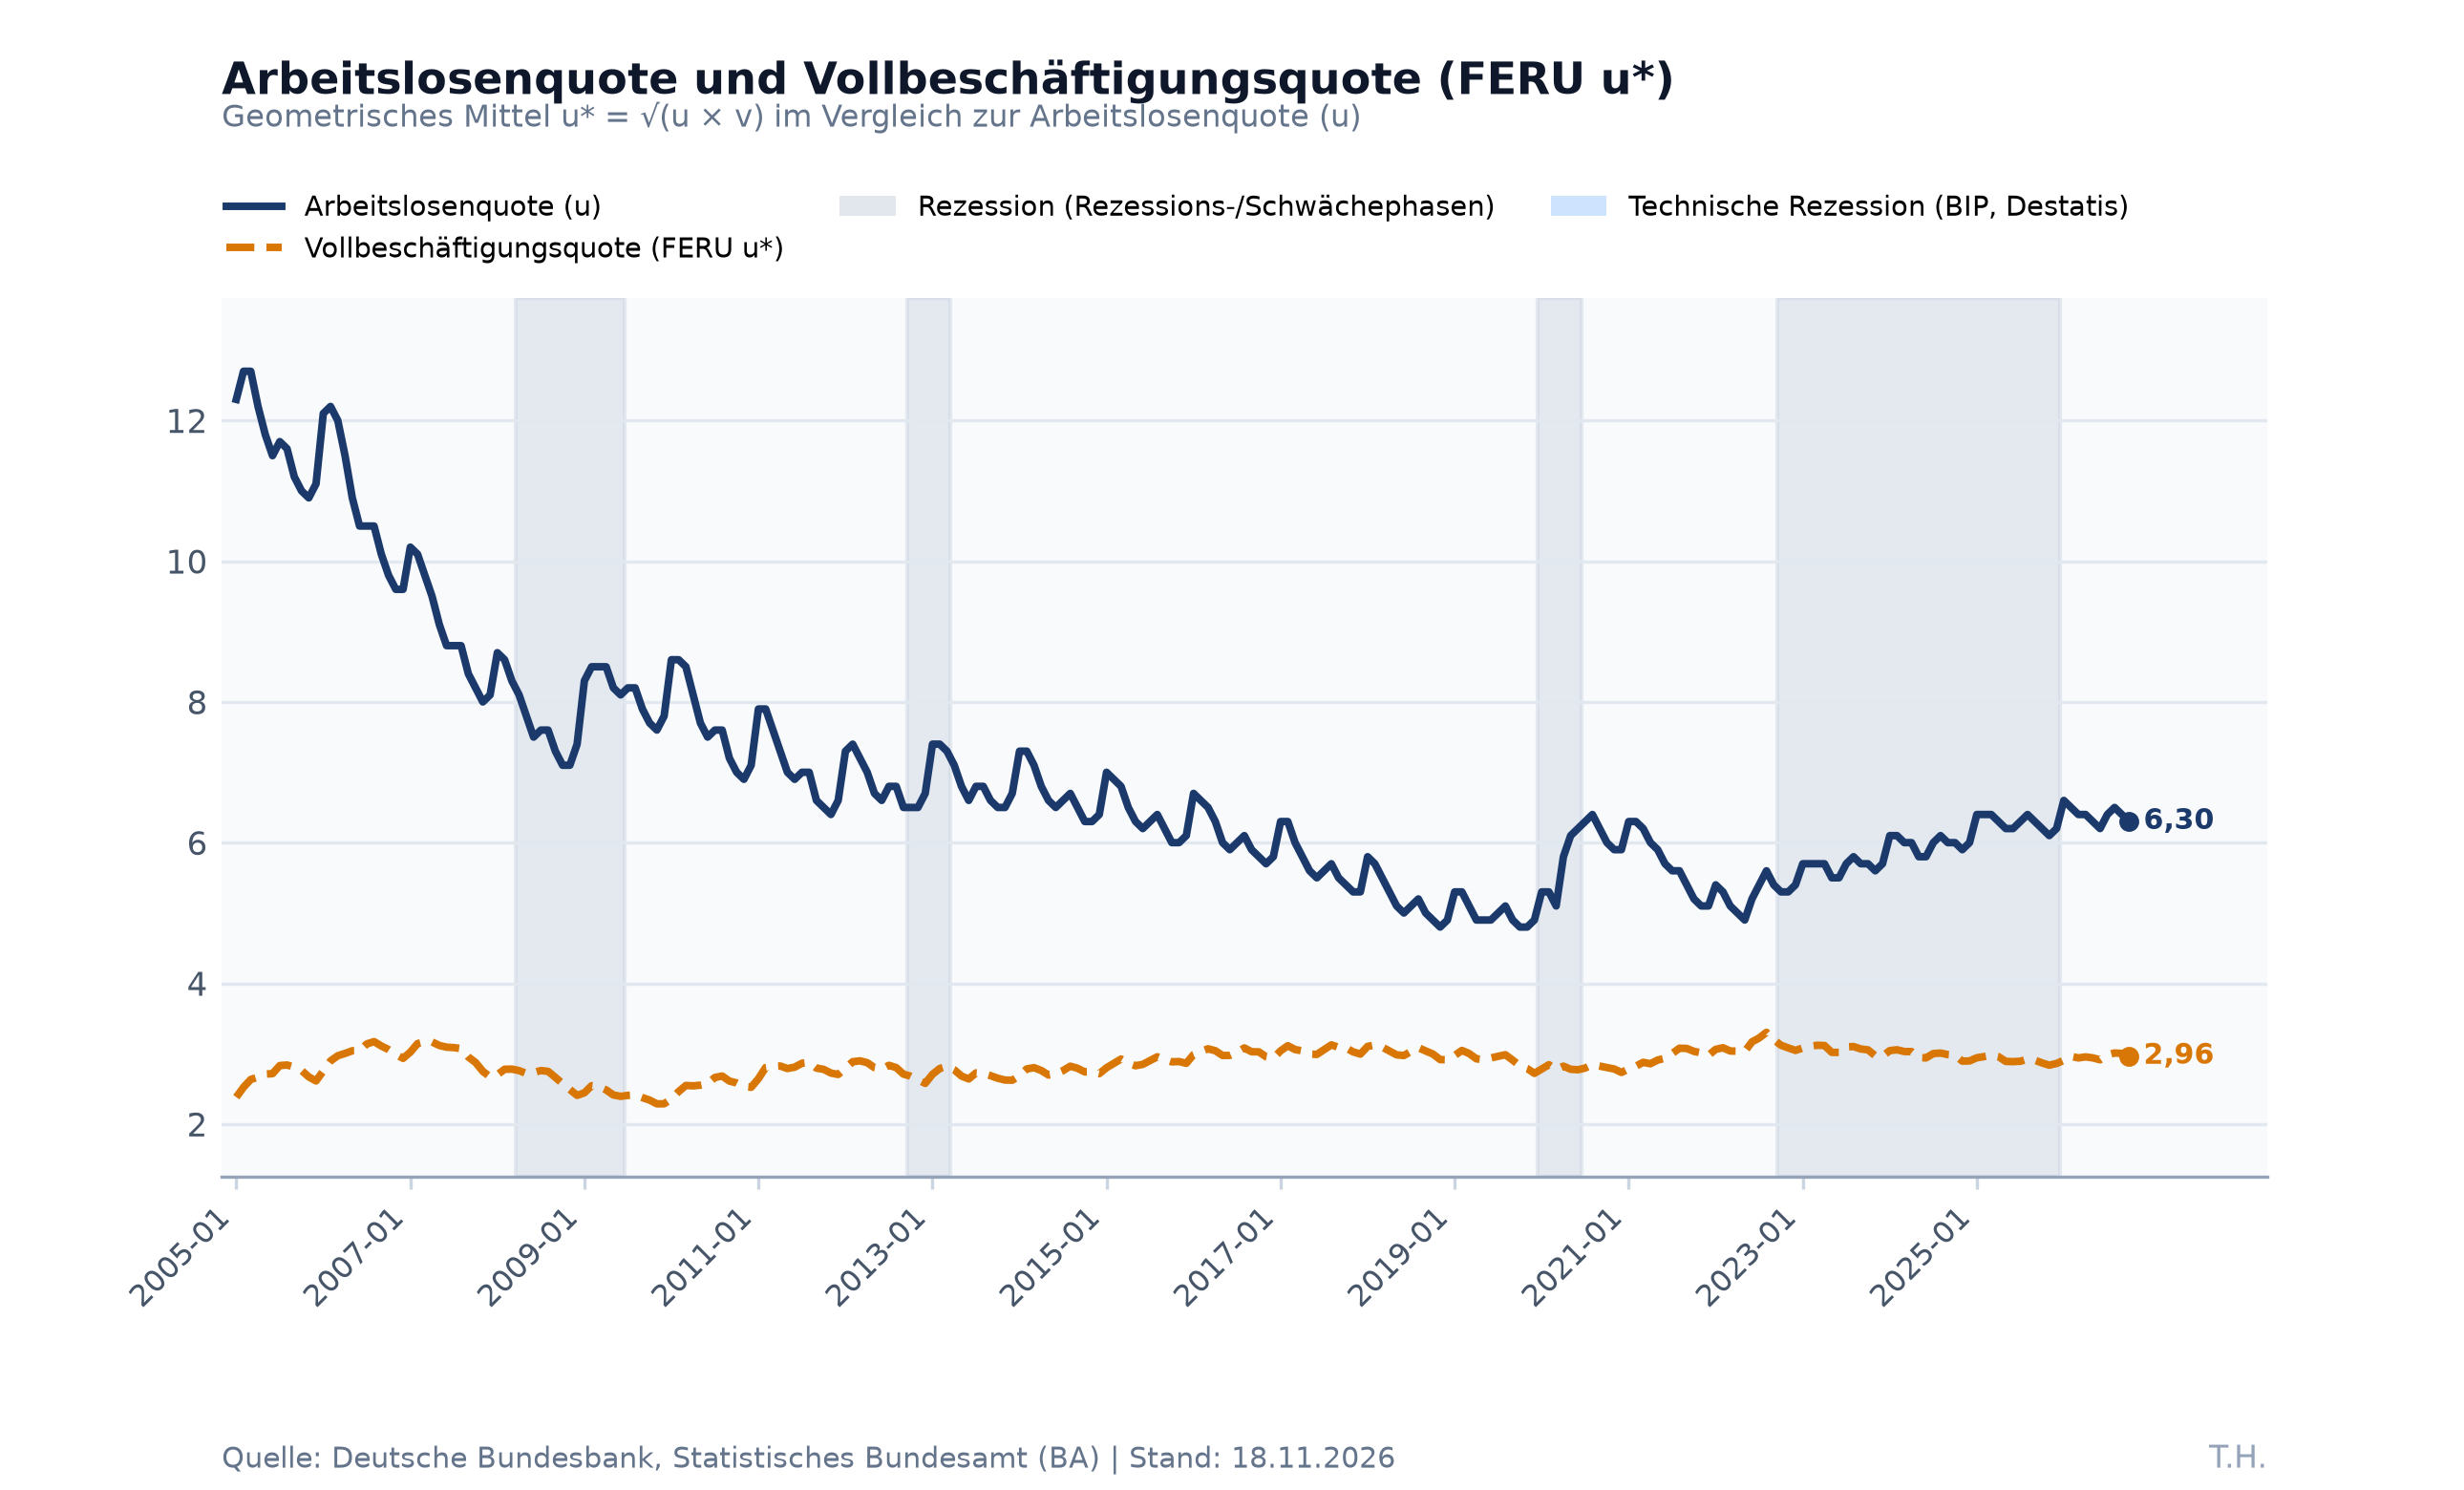 Arbeitslosenquote und Vollbeschäftigungsquote (FERU u*)
Geometrisches Mittel u* = √(u × v) im Vergleich zur Arbeitslosenquote (u)
Arbeitslosenquote (u)
Rezession (Rezessions-/Schwächephasen)
Technische Rezession (BIP, Destatis)
Vollbeschäftigungsquote (FERU u*)
12
10
8
6
4
2
6,30
2,96
2005-01
2007-01
2009-01
2011-01
2013-01
2015-01
2017-01
2019-01
2021-01
2023-01
2025-01
Quelle: Deutsche Bundesbank, Statistisches Bundesamt (BA) | Stand: 18.11.2026
T.H.